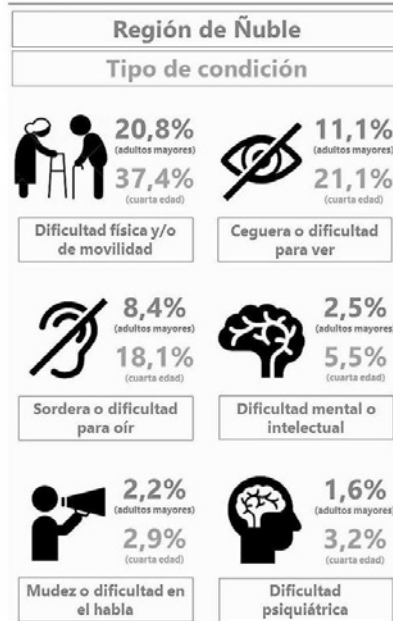 Región de Ñuble
Tipo de condición
20,8%
(adultos mayores)
37,4%
(cuarta edad)
Dificultad física y/o
de movilidad
11,1%
(adultos mayores)
21,1%
(cuarta edad)
Ceguera o dificultad
para ver
8,4%
(adultos mayores)
18,1%
(cuarta edad)
Sordera o dificultad
para oír
2,5%
(adultos mayores)
5,5%
(cuarta edad)
Dificultad mental o
intelectual
2,2%
(adultos mayores)
2,9%
(cuarta edad)
Mudez o dificultad en
el habla
1,6%
(adultos mayores)
3,2%
(cuarta edad)
Dificultad
psiquiátrica